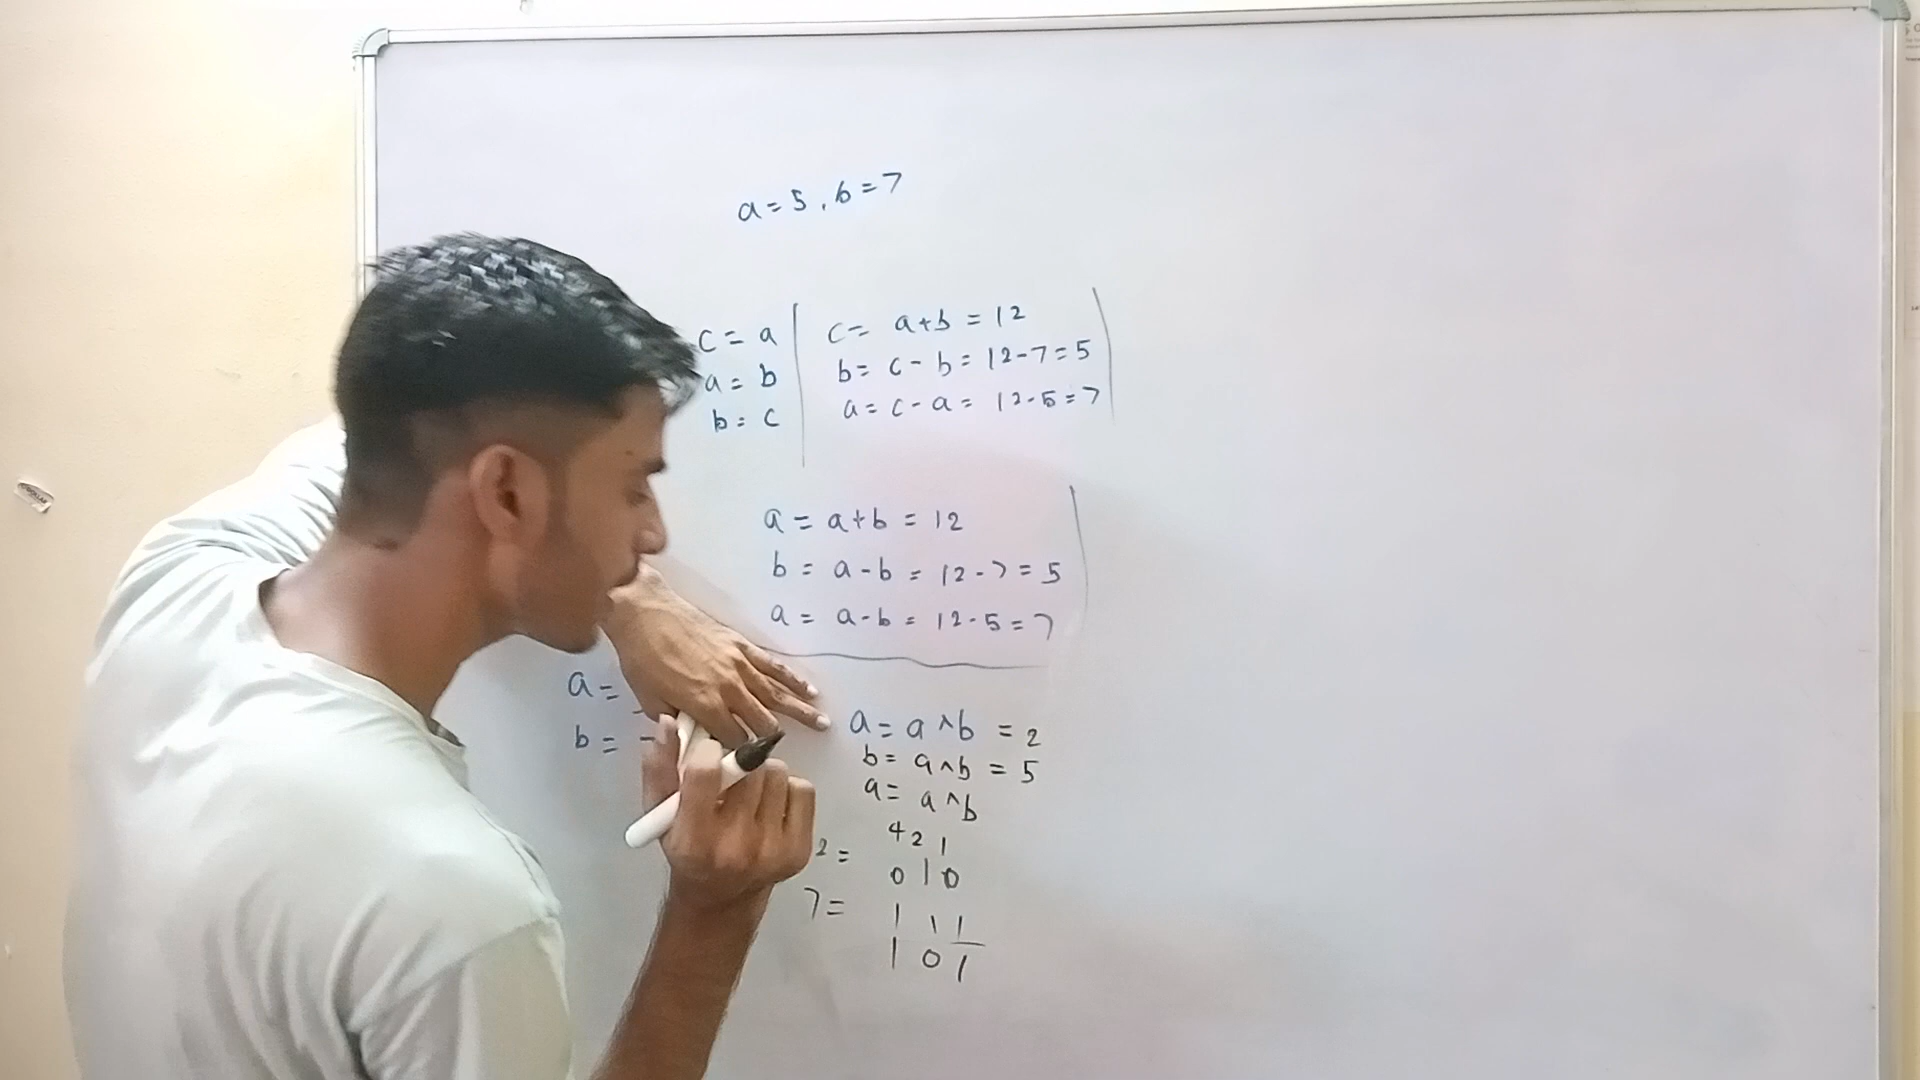 a = 5, b = 7
c = a
a = b
b = c
c = a+b = 12
b = c - b = 12-7 = 5
a = c - a = 12-5 = 7
a = a+b = 12
b = a-b = 12-7 = 5
a = a-b = 12-5 = 7
a =
b =
a = a ^ b = 2
b = a ^ b = 5
a = a ^ b
4 2 1
2 = 0 1 0
7 = 1 1 1
1 0 1